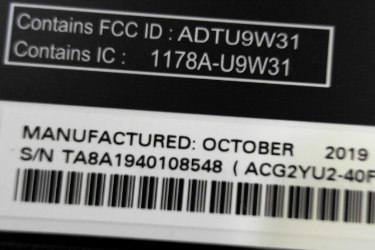 Contains FCC ID : ADTU9W31
Contains IC : 1178A-U9W31
MANUFACTURED: OCTOBER 2019
S/N TA8A1940108548 ( ACG2YU2-40F